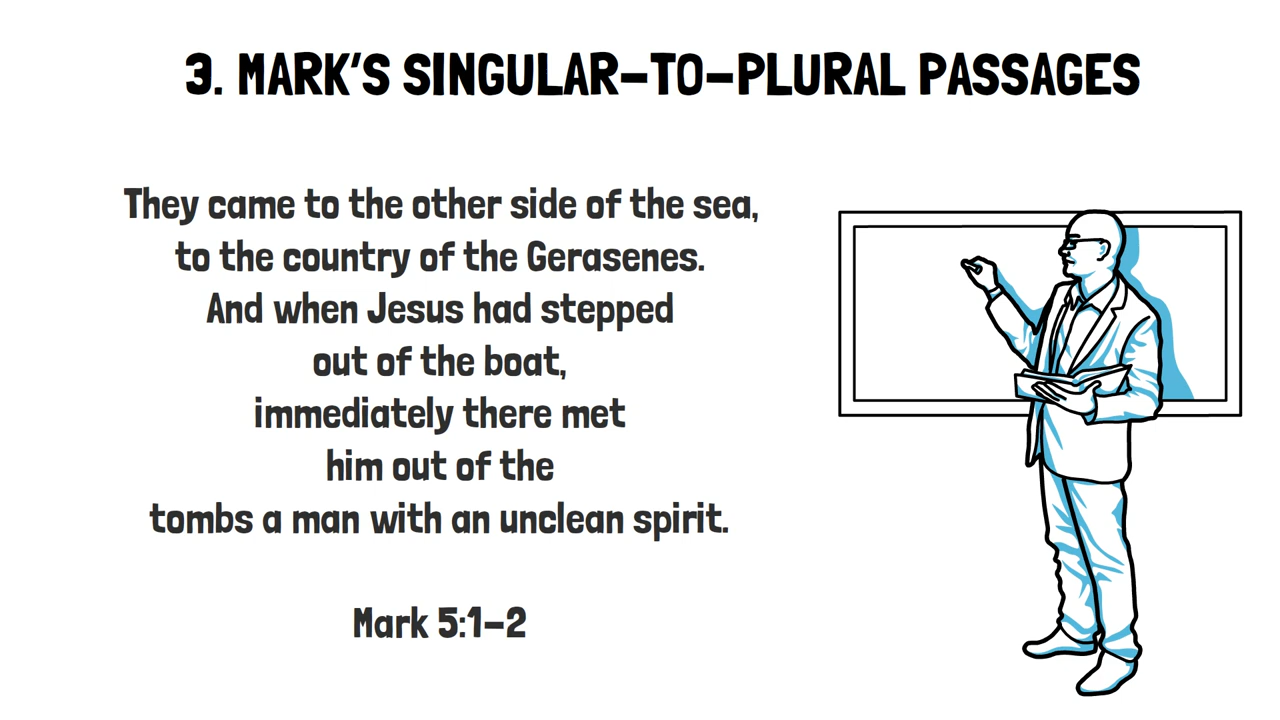 3. MARK'S SINGULAR-TO-PLURAL PASSAGES
They came to the other side of the sea,
to the country of the Gerasenes.
And when Jesus had stepped
out of the boat,
immediately there met
him out of the
tombs a man with an unclean spirit.
Mark 5:1-2